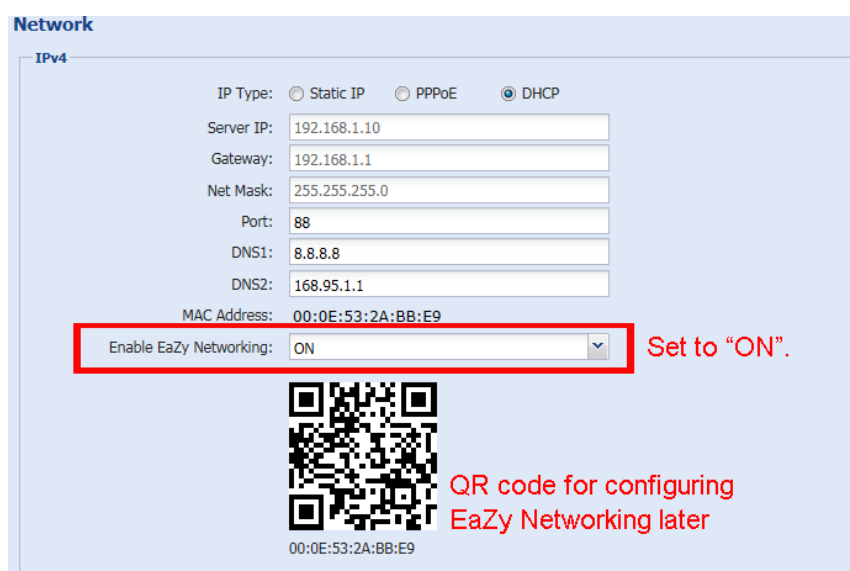 Network
IPv4
IP Type: Static IP PPPoE DHCP
Server IP: 192.168.1.10
Gateway: 192.168.1.1
Net Mask: 255.255.255.0
Port: 88
DNS1: 8.8.8.8
DNS2: 168.95.1.1
MAC Address: 00:0E:53:2A:BB:E9
Enable EaZy Networking: ON Set to “ON”.
QR code for configuring
EaZy Networking later
00:0E:53:2A:BB:E9